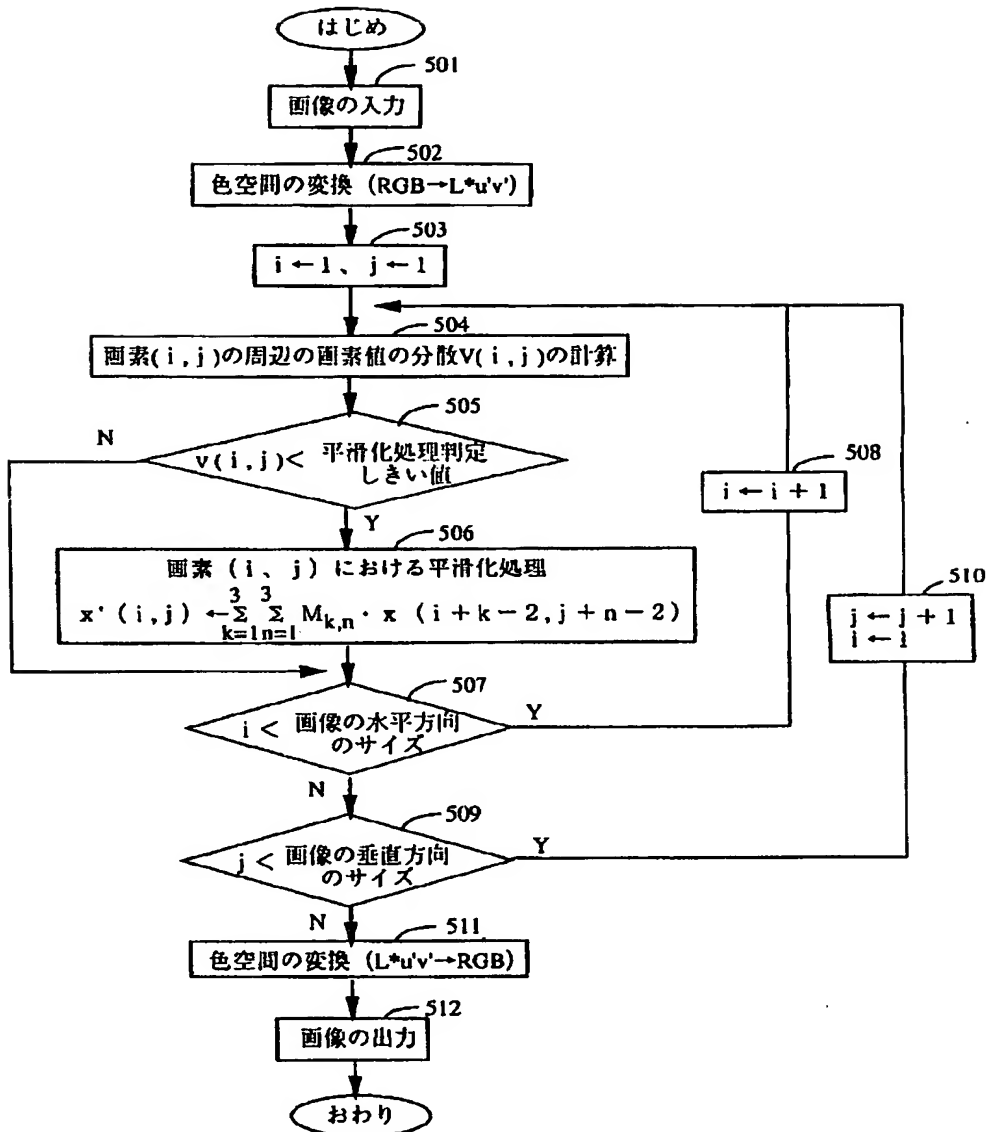 はじめ
501
画像の入力
502
色空間の変換 (RGB→L*u'v')
503
i ← 1 、 j ← 1
504
画素(i,j)の周辺の画素値の分散V(i,j)の計算
505
N
v(i,j)< 平滑化処理判定
しきい値
Y
506
画素 (i、j) における平滑化処理
x' (i,j) ← 3Σk=1 3Σn=1 Mk,n · x (i+k−2,j+n−2)
507
i < 画像の水平方向
のサイズ
Y
508
i ← i + 1
N
509
j < 画像の垂直方向
のサイズ
Y
510
j ← j + 1
i ← 1
N
511
色空間の変換 (L*u'v'→RGB)
512
画像の出力
おわり